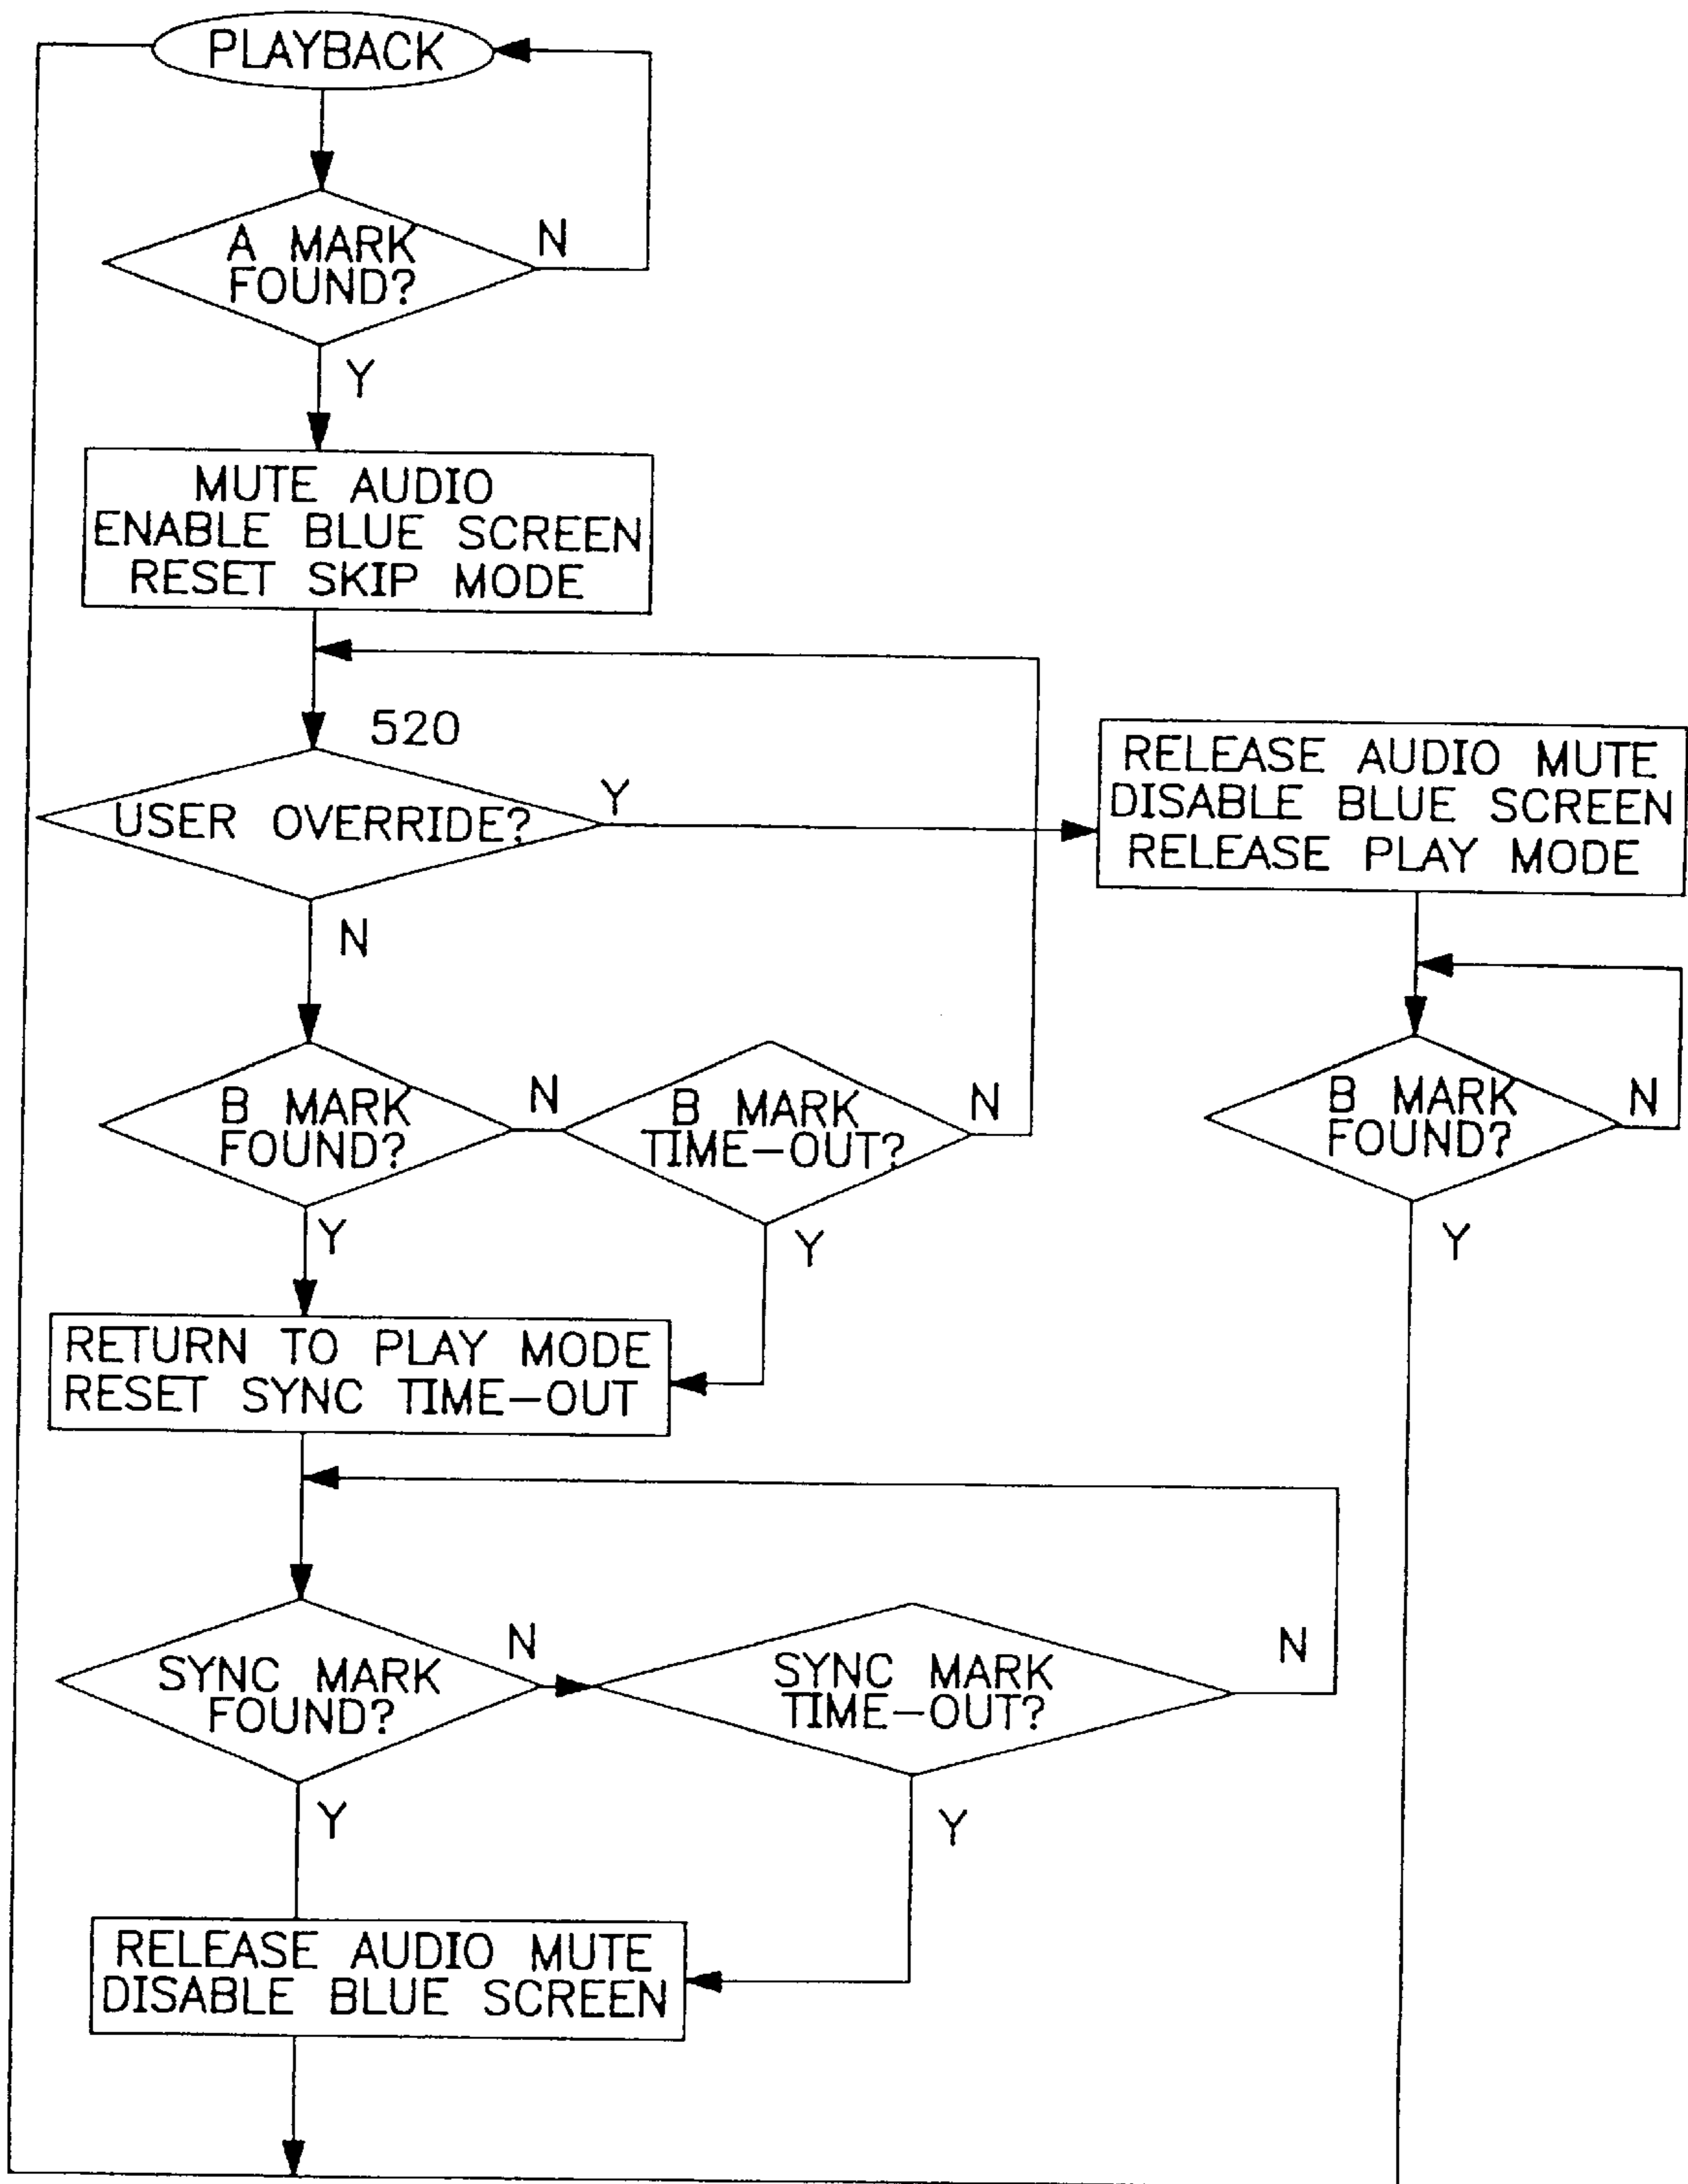 PLAYBACK
A MARK
FOUND?
N
Y
MUTE AUDIO
ENABLE BLUE SCREEN
RESET SKIP MODE
520
USER OVERRIDE?
Y
N
RELEASE AUDIO MUTE
DISABLE BLUE SCREEN
RELEASE PLAY MODE
B MARK
FOUND?
N
Y
B MARK
TIME-OUT?
N
Y
B MARK
FOUND?
N
Y
RETURN TO PLAY MODE
RESET SYNC TIME-OUT
SYNC MARK
FOUND?
N
Y
SYNC MARK
TIME-OUT?
N
Y
RELEASE AUDIO MUTE
DISABLE BLUE SCREEN